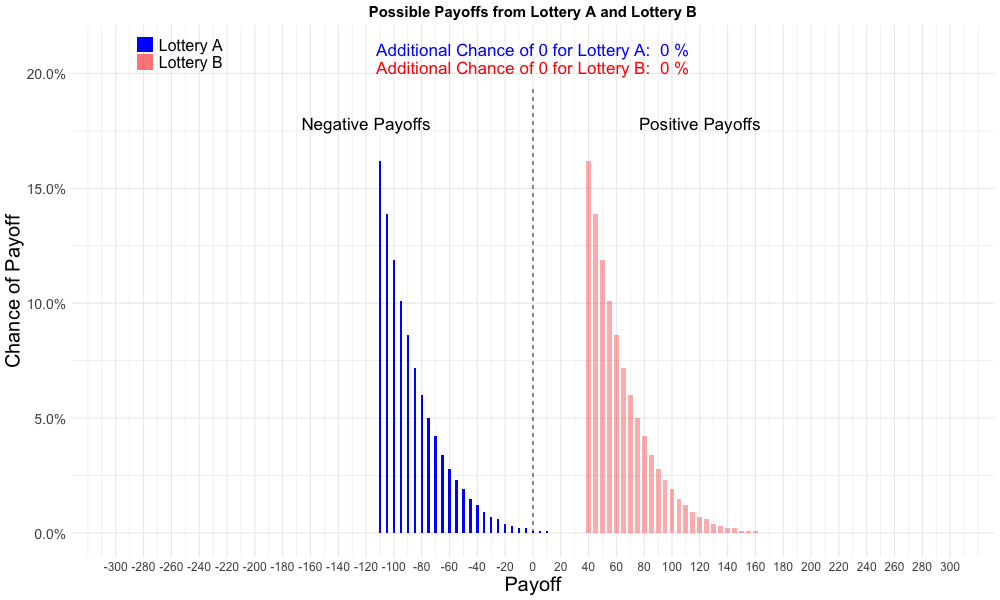 Possible Payoffs from Lottery A and Lottery B
Lottery A
Lottery B
Additional Chance of 0 for Lottery A:  0 %
Additional Chance of 0 for Lottery B:  0 %
Negative Payoffs
Positive Payoffs
Chance of Payoff
20.0%
15.0%
10.0%
5.0%
0.0%
-300 -280 -260 -240 -220 -200 -180 -160 -140 -120 -100 -80 -60 -40 -20 0 20 40 60 80 100 120 140 160 180 200 220 240 260 280 300
Payoff